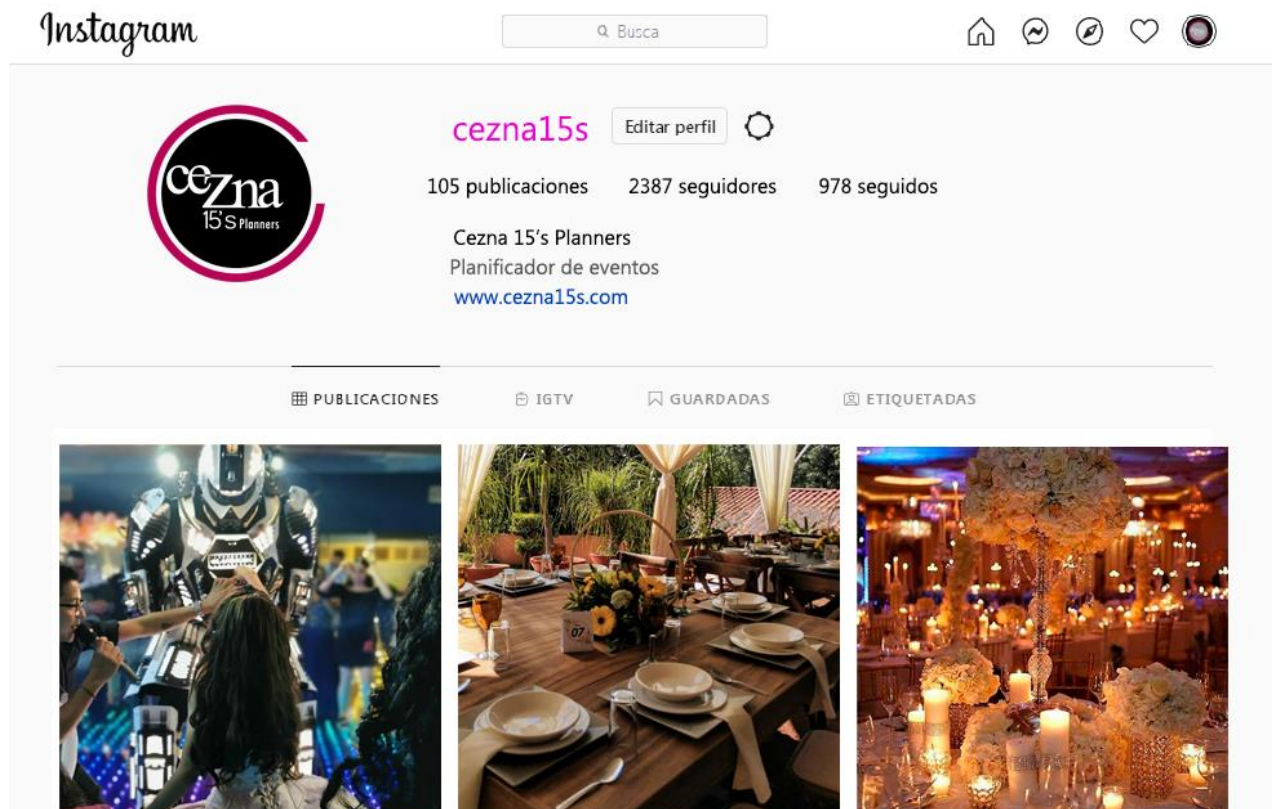 Instagram
Busca
cezna
15'S Planners
cezna15s Editar perfil
105 publicaciones 2387 seguidores 978 seguidos
Cezna 15's Planners
Planificador de eventos
www.cezna15s.com
PUBLICACIONES IGTV GUARDADAS ETIQUETADAS
07